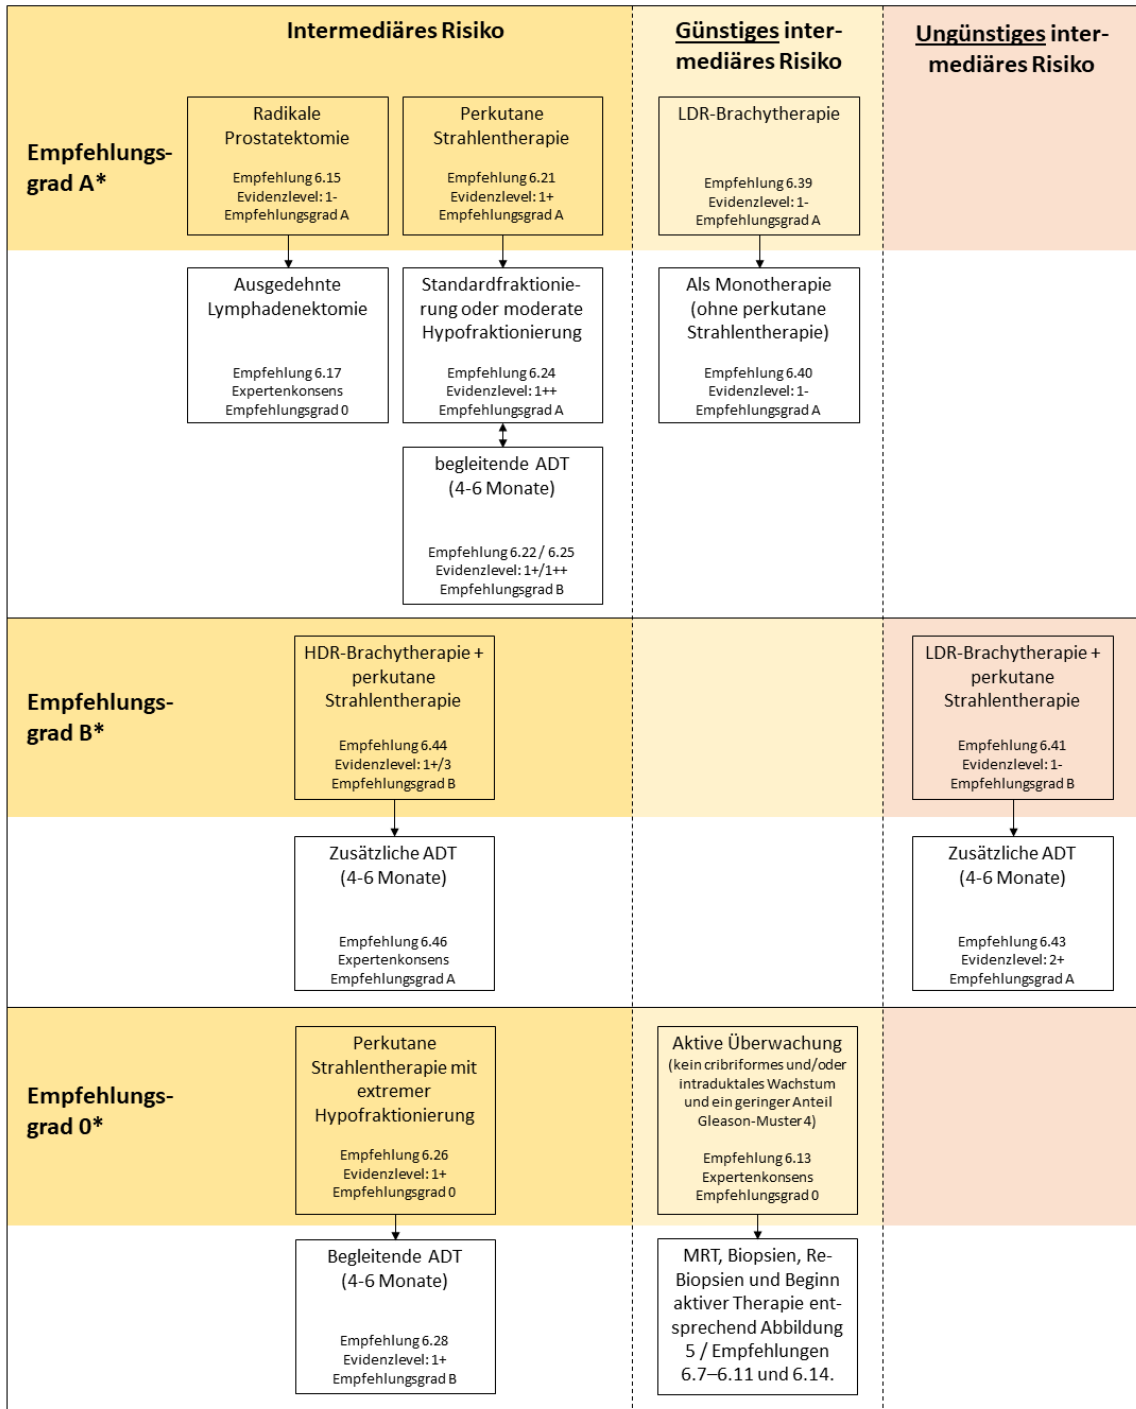 Intermediäres Risiko
Günstiges inter-
mediäres Risiko
Ungünstiges inter-
mediäres Risiko
Empfehlungs-
grad A*
Radikale
Prostatektomie
Empfehlung 6.15
Evidenzlevel: 1-
Empfehlungsgrad A
Perkutane
Strahlentherapie
Empfehlung 6.21
Evidenzlevel: 1+
Empfehlungsgrad A
LDR-Brachytherapie
Empfehlung 6.39
Evidenzlevel: 1-
Empfehlungsgrad A
Ausgedehnte
Lymphadenektomie
Empfehlung 6.17
Expertenkonsens
Empfehlungsgrad 0
Standardfraktionie-
rung oder moderate
Hypofraktionierung
Empfehlung 6.24
Evidenzlevel: 1++
Empfehlungsgrad A
Als Monotherapie
(ohne perkutane
Strahlentherapie)
Empfehlung 6.40
Evidenzlevel: 1-
Empfehlungsgrad A
begleitende ADT
(4-6 Monate)
Empfehlung 6.22 / 6.25
Evidenzlevel: 1+/1++
Empfehlungsgrad B
Empfehlungs-
grad B*
HDR-Brachytherapie +
perkutane
Strahlentherapie
Empfehlung 6.44
Evidenzlevel: 1+/3
Empfehlungsgrad B
LDR-Brachytherapie +
perkutane
Strahlentherapie
Empfehlung 6.41
Evidenzlevel: 1-
Empfehlungsgrad B
Zusätzliche ADT
(4-6 Monate)
Empfehlung 6.46
Expertenkonsens
Empfehlungsgrad A
Zusätzliche ADT
(4-6 Monate)
Empfehlung 6.43
Evidenzlevel: 2+
Empfehlungsgrad A
Empfehlungs-
grad 0*
Perkutane
Strahlentherapie mit
extremer
Hypofraktionierung
Empfehlung 6.26
Evidenzlevel: 1+
Empfehlungsgrad 0
Aktive Überwachung
(kein cribriformes und/oder
intraduktales Wachstum
und ein geringer Anteil
Gleason-Muster 4)
Empfehlung 6.13
Expertenkonsens
Empfehlungsgrad 0
Begleitende ADT
(4-6 Monate)
Empfehlung 6.28
Evidenzlevel: 1+
Empfehlungsgrad B
MRT, Biopsien, Re-
Biopsien und Beginn
aktiver Therapie ent-
sprechend Abbildung
5 / Empfehlungen
6.7–6.11 und 6.14.